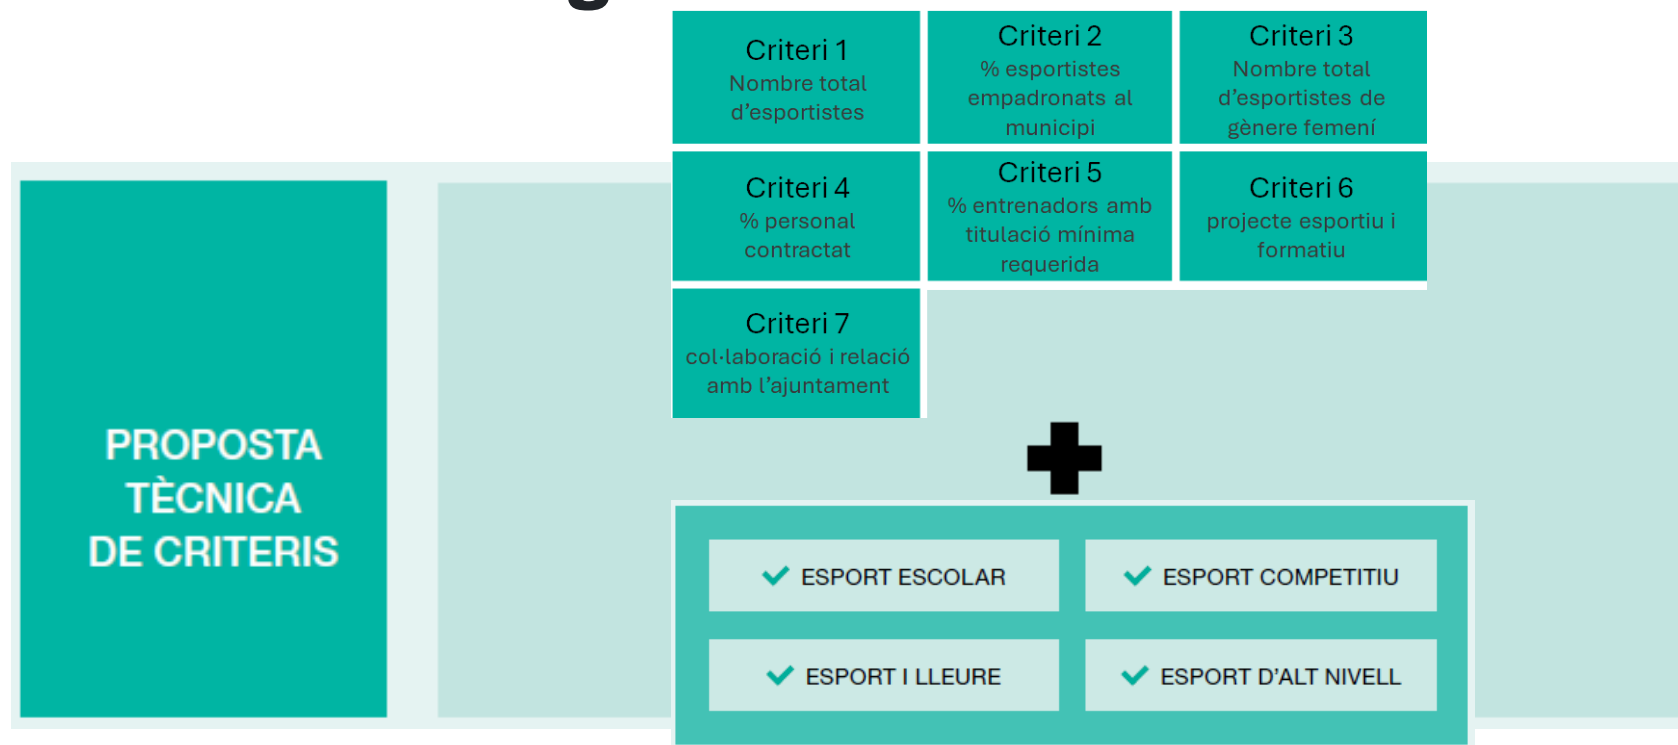 g
Criteri 1
Nombre total
d'esportistes
Criteri 2
% esportistes
empadronats al
municipi
Criteri 3
Nombre total
d'esportistes de
gènere femení
Criteri 4
% personal
contractat
Criteri 5
% entrenadors amb
titulació mínima
requerida
Criteri 6
projecte esportiu i
formatiu
Criteri 7
col·laboració i relació
amb l'ajuntament
PROPOSTA
TÈCNICA
DE CRITERIS
ESPORT ESCOLAR
ESPORT COMPETITIU
ESPORT I LLEURE
ESPORT D'ALT NIVELL